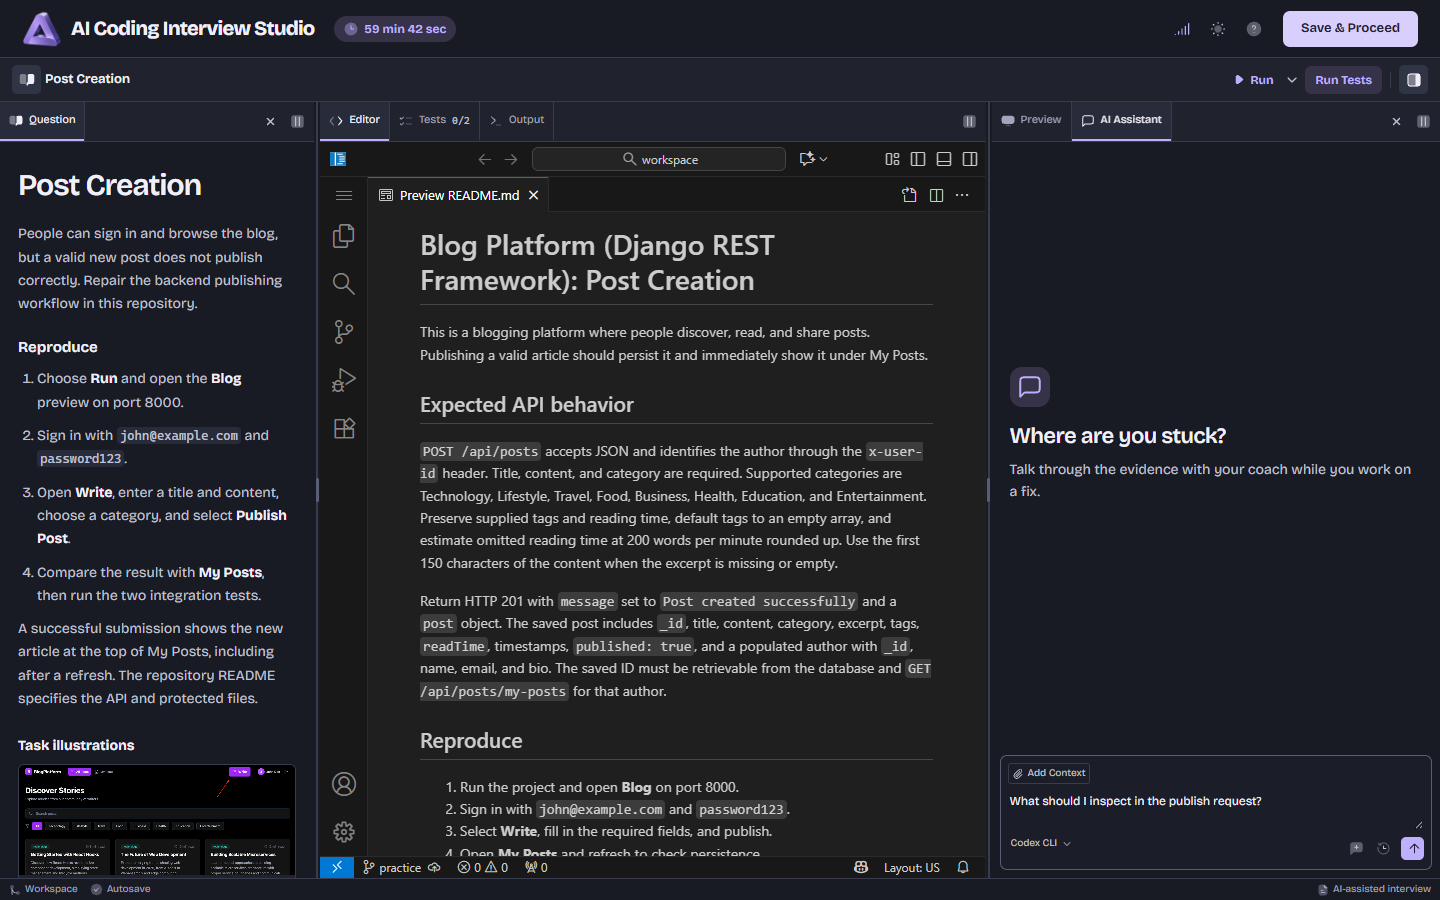 AI Coding Interview Studio
59 min 42 sec
Save & Proceed
Post Creation
Run
Run Tests
Question
Editor
Tests 0/2
Output
Preview
AI Assistant
Post Creation
People can sign in and browse the blog,
but a valid new post does not publish
correctly. Repair the backend publishing
workflow in this repository.
Reproduce
1. Choose Run and open the Blog
preview on port 8000.
2. Sign in with john@example.com and
password123.
3. Open Write, enter a title and content,
choose a category, and select Publish
Post.
4. Compare the result with My Posts,
then run the two integration tests.
A successful submission shows the new
article at the top of My Posts, including
after a refresh. The repository README
specifies the API and protected files.
Task illustrations
BlogPlatform
Discover Stories
Getting Started with React Hooks
The Future of Web Development
Building Scalable Microservices
workspace
Preview README.md
Blog Platform (Django REST
Framework): Post Creation
This is a blogging platform where people discover, read, and share posts.
Publishing a valid article should persist it and immediately show it under My Posts.
Expected API behavior
POST /api/posts accepts JSON and identifies the author through the x-user-
id header. Title, content, and category are required. Supported categories are
Technology, Lifestyle, Travel, Food, Business, Health, Education, and Entertainment.
Preserve supplied tags and reading time, default tags to an empty array, and
estimate omitted reading time at 200 words per minute rounded up. Use the first
150 characters of the content when the excerpt is missing or empty.
Return HTTP 201 with message set to Post created successfully and a
post object. The saved post includes _id, title, content, category, excerpt, tags,
readTime, timestamps, published: true, and a populated author with _id,
name, email, and bio. The saved ID must be retrievable from the database and GET
/api/posts/my-posts for that author.
Reproduce
1. Run the project and open Blog on port 8000.
2. Sign in with john@example.com and password123.
3. Select Write, fill in the required fields, and publish.
4. Open My Posts and refresh to check persistence.
practice
0 0
0
Layout: US
Where are you stuck?
Talk through the evidence with your coach while you work on
a fix.
Add Context
What should I inspect in the publish request?
Codex CLI
Workspace
Autosave
AI-assisted interview